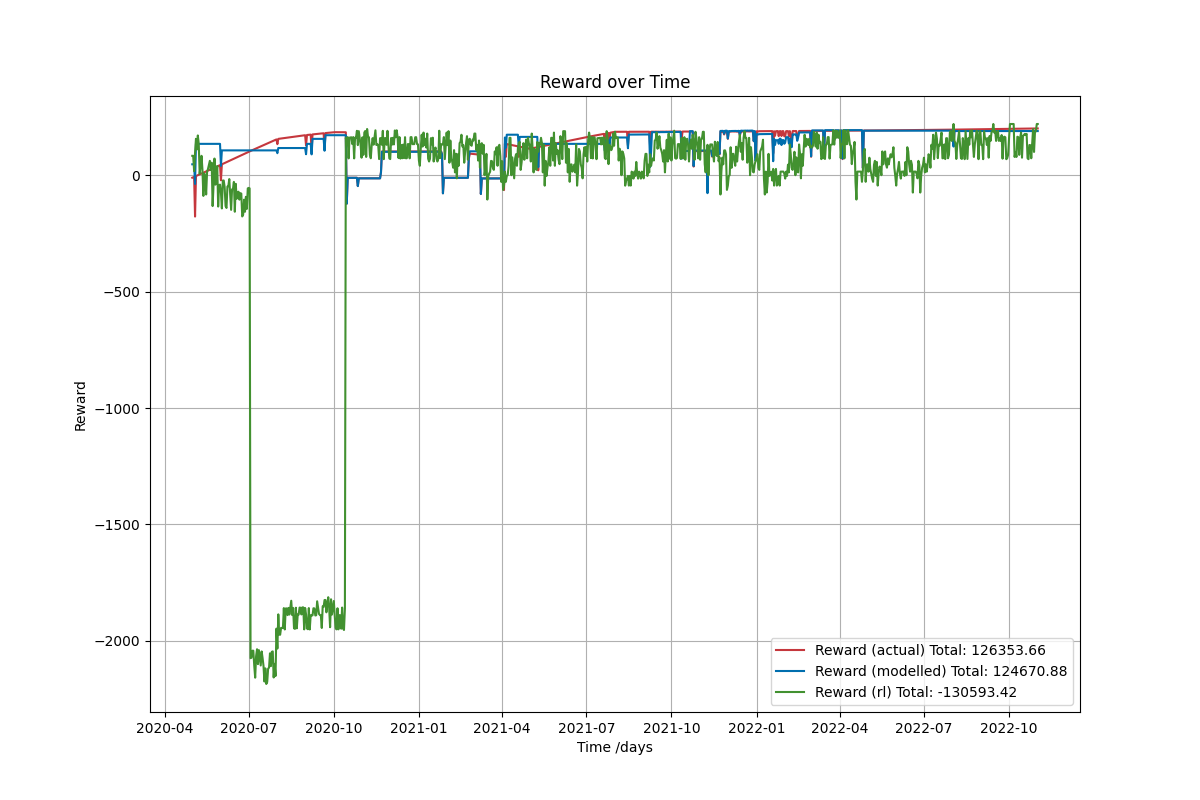 Reward over Time
0
−500
−1000
−1500
−2000
Reward
Reward (actual) Total: 126353.66
Reward (modelled) Total: 124670.88
Reward (rl) Total: -130593.42
2020-04 2020-07 2020-10 2021-01 2021-04 2021-07 2021-10 2022-01 2022-04 2022-07 2022-10
Time /days